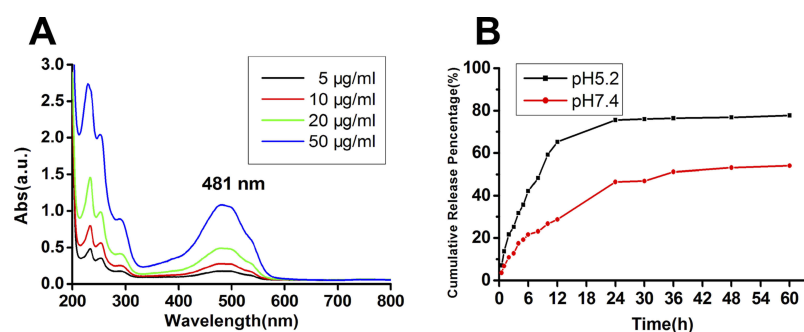 A
3.0
2.5
2.0
1.5
1.0
0.5
0.0
Abs(a.u.)
5 µg/ml
10 µg/ml
20 µg/ml
50 µg/ml
481 nm
200 300 400 500 600 700 800
Wavelength(nm)
B
100
80
60
40
20
0
Cumulative Release Pencentage(%)
pH5.2
pH7.4
0 6 12 18 24 30 36 42 48 54 60
Time(h)